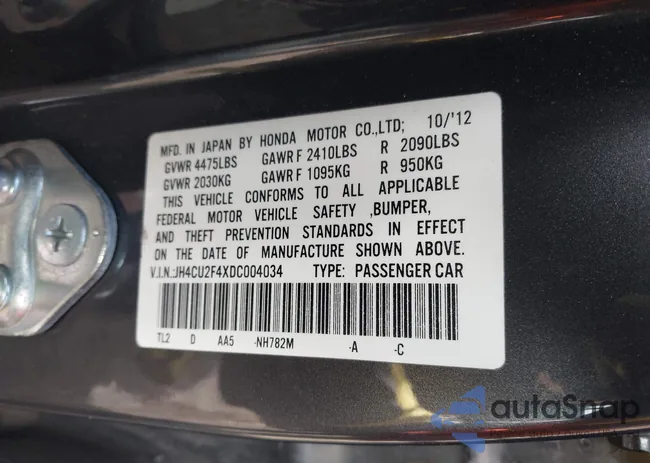 MFD. IN JAPAN BY HONDA MOTOR CO.,LTD; 10/'12
GVWR 4475LBS GAWR F 2410LBS R 2090LBS
GVWR 2030KG GAWR F 1095KG R 950KG
THIS VEHICLE CONFORMS TO ALL APPLICABLE
FEDERAL MOTOR VEHICLE SAFETY ,BUMPER,
AND THEFT PREVENTION STANDARDS IN EFFECT
ON THE DATE OF MANUFACTURE SHOWN ABOVE.
V.I.N.:JH4CU2F4XDC004034 TYPE: PASSENGER CAR
TL2 D AA5 -NH782M -A -C
autoSnap